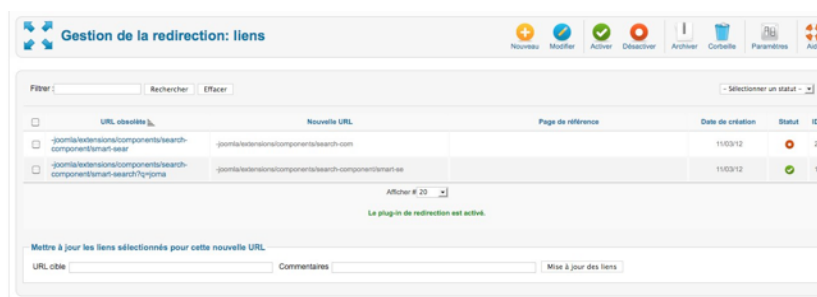 Gestion de la redirection: liens
Nouveau Modifier Activer Désactiver Archiver Corbeille Paramètres
Filtrer : Rechercher Effacer - Sélectionner un statut -
URL obsolète Nouvelle URL Page de référence Date de création Statut ID
-joomla/extensions/components/search-component/smart-sear -joomla/extensions/components/search-com 11/03/12
-joomla/extensions/components/search-component/smart-search?q=joma -joomla/extensions/components/search-component/smart-se 11/03/12
Afficher # 20
Le plug-in de redirection est activé.
Mettre à jour les liens sélectionnés pour cette nouvelle URL
URL cible Commentaires Mise à jour des liens